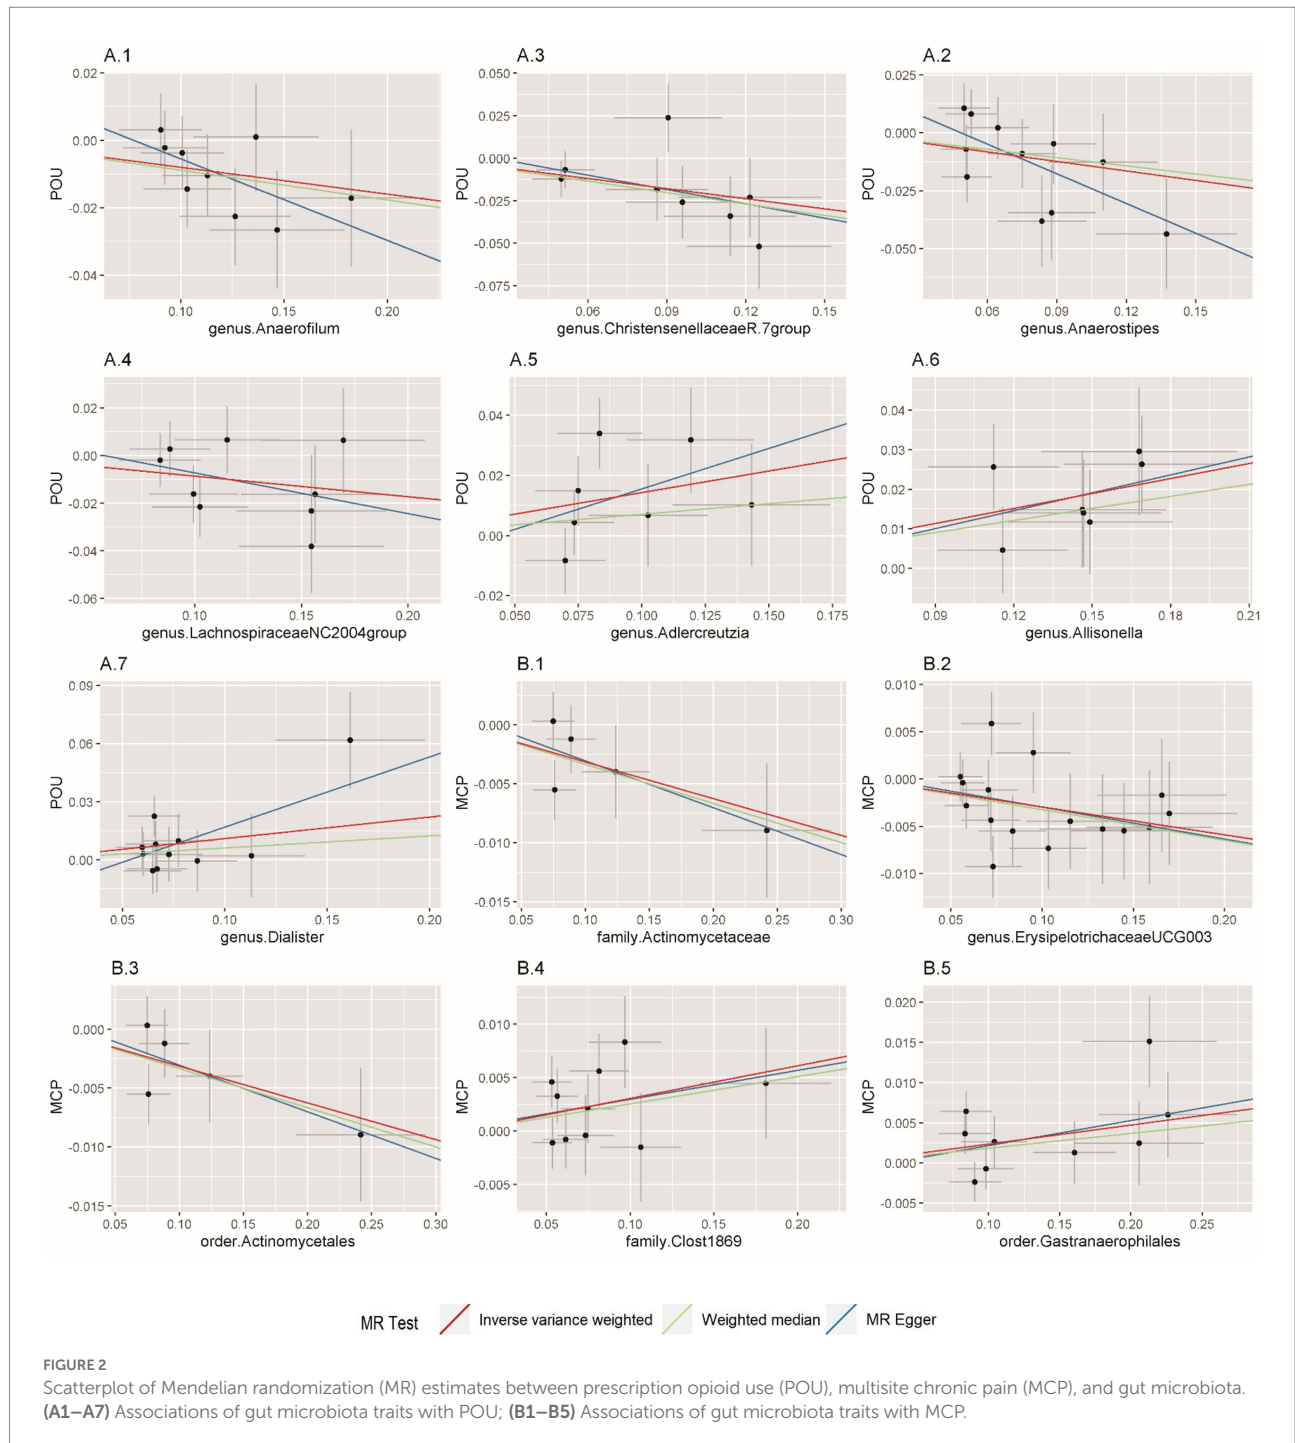 A.1
A.3
A.2
0.02
0.00
-0.02
-0.04
POU
0.10
0.15
0.20
genus.Anaerofilum
0.050
0.025
0.000
-0.025
-0.050
-0.075
POU
0.06
0.09
0.12
0.15
genus.ChristensenellaceaeR.7group
0.025
0.000
-0.025
-0.050
POU
0.06
0.09
0.12
0.15
genus.Anaerostipes
A.4
A.5
A.6
0.02
0.00
-0.02
-0.04
-0.06
POU
0.10
0.15
0.20
genus.LachnospiraceaeNC2004group
0.04
0.02
0.00
-0.02
POU
0.050
0.075
0.100
0.125
0.150
0.175
genus.Adlercreutzia
0.04
0.03
0.02
0.01
0.00
POU
0.09
0.12
0.15
0.18
0.21
genus.Allisonella
A.7
B.1
B.2
0.09
0.06
0.03
0.00
POU
0.05
0.10
0.15
0.20
genus.Dialister
0.000
-0.005
-0.010
-0.015
MCP
0.05
0.10
0.15
0.20
0.25
0.30
family.Actinomycetaceae
0.010
0.005
0.000
-0.005
-0.010
MCP
0.05
0.10
0.15
0.20
genus.ErysipelotrichaceaeUCG003
B.3
B.4
B.5
0.000
-0.005
-0.010
-0.015
MCP
0.05
0.10
0.15
0.20
0.25
0.30
order.Actinomycetales
0.010
0.005
0.000
-0.005
MCP
0.05
0.10
0.15
0.20
family.Clost1869
0.020
0.015
0.010
0.005
0.000
-0.005
MCP
0.10
0.15
0.20
0.25
order.Gastranaerophilales
MR Test Inverse variance weighted Weighted median MR Egger
FIGURE 2
Scatterplot of Mendelian randomization (MR) estimates between prescription opioid use (POU), multisite chronic pain (MCP), and gut microbiota.
(A1–A7) Associations of gut microbiota traits with POU; (B1–B5) Associations of gut microbiota traits with MCP.